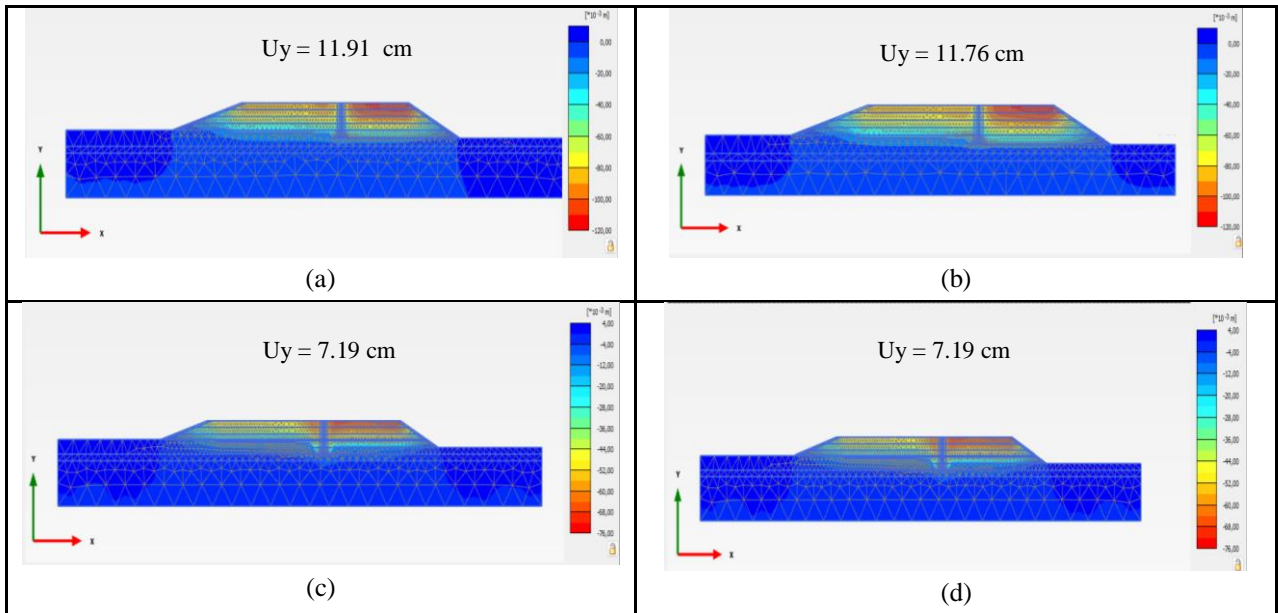 [*10⁻³ m]
Uy = 11.91 cm
0,00
-20,00
-40,00
-60,00
-80,00
-100,00
-120,00
Y
X
(a)
[*10⁻³ m]
Uy = 11.76 cm
0,00
-20,00
-40,00
-60,00
-80,00
-100,00
-120,00
Y
X
(b)
[*10⁻³ m]
Uy = 7.19 cm
4,00
-4,00
-12,00
-20,00
-28,00
-36,00
-44,00
-52,00
-60,00
-68,00
-76,00
Y
X
(c)
[*10⁻³ m]
Uy = 7.19 cm
4,00
-4,00
-12,00
-20,00
-28,00
-36,00
-44,00
-52,00
-60,00
-68,00
-76,00
Y
X
(d)